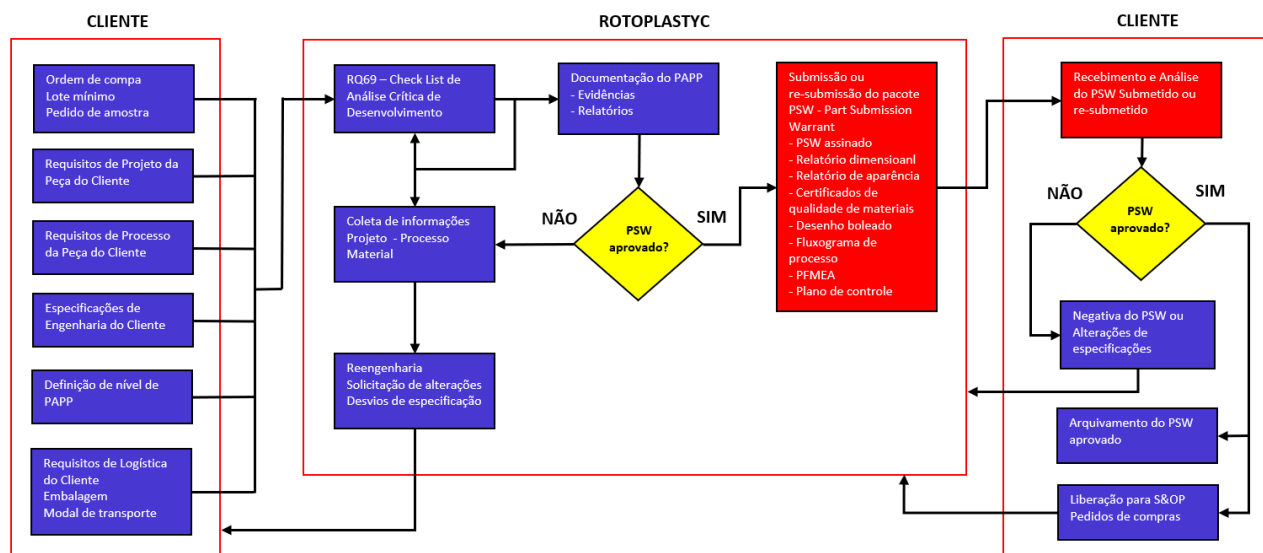 CLIENTE
Ordem de compa
Lote mínimo
Pedido de amostra
Requisitos de Projeto da
Peça do Cliente
Requisitos de Processo
da Peça do Cliente
Especificações de
Engenharia do Cliente
Definição de nível de
PAPP
Requisitos de Logística
do Cliente
Embalagem
Modal de transporte
ROTOPLASTYC
RQ69 – Check List de
Análise Crítica de
Desenvolvimento
Documentação do PAPP
- Evidências
- Relatórios
Coleta de informações
Projeto - Processo
Material
NÃO
PSW
aprovado?
SIM
Reengenharia
Solicitação de alterações
Desvios de especificação
Submissão ou
re-submissão do pacote
PSW - Part Submission
Warrant
- PSW assinado
- Relatório dimensioanl
- Relatório de aparência
- Certificados de
qualidade de materiais
- Desenho boleado
- Fluxograma de
processo
- PFMEA
- Plano de controle
CLIENTE
Recebimento e Análise
do PSW Submetido ou
re-submetido
NÃO
SIM
PSW
aprovado?
Negativa do PSW ou
Alterações de
especificações
Arquivamento do PSW
aprovado
Liberação para S&OP
Pedidos de compras